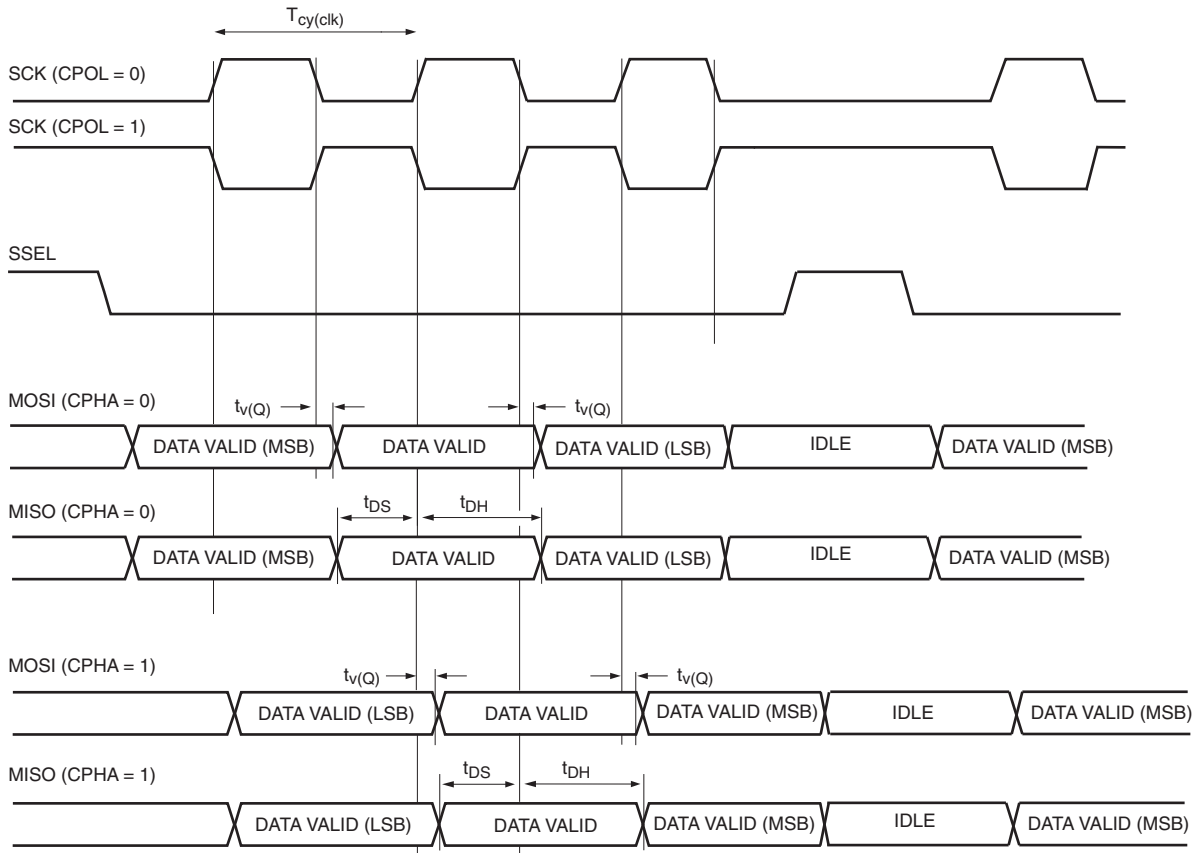 Tcy(clk)
SCK (CPOL = 0)
SCK (CPOL = 1)
SSEL
MOSI (CPHA = 0)
tv(Q) tv(Q)
DATA VALID (MSB) DATA VALID DATA VALID (LSB) IDLE DATA VALID (MSB)
MISO (CPHA = 0)
tDS tDH
DATA VALID (MSB) DATA VALID DATA VALID (LSB) IDLE DATA VALID (MSB)
MOSI (CPHA = 1)
tv(Q) tv(Q)
DATA VALID (LSB) DATA VALID DATA VALID (MSB) IDLE DATA VALID (MSB)
MISO (CPHA = 1)
tDS tDH
DATA VALID (LSB) DATA VALID DATA VALID (MSB) IDLE DATA VALID (MSB)